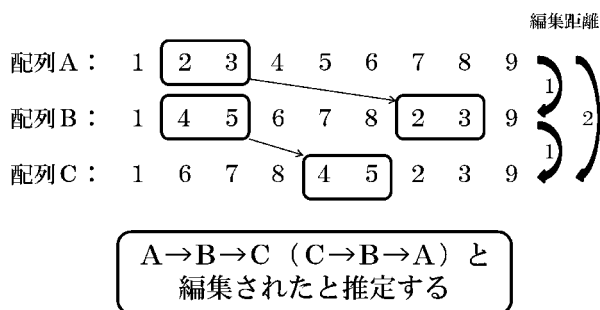 編集距離
配列A： 1 2 3 4 5 6 7 8 9
1
配列B： 1 4 5 6 7 8 2 3 9
2
1
配列C： 1 6 7 8 4 5 2 3 9
A→B→C（C→B→A）と
編集されたと推定する